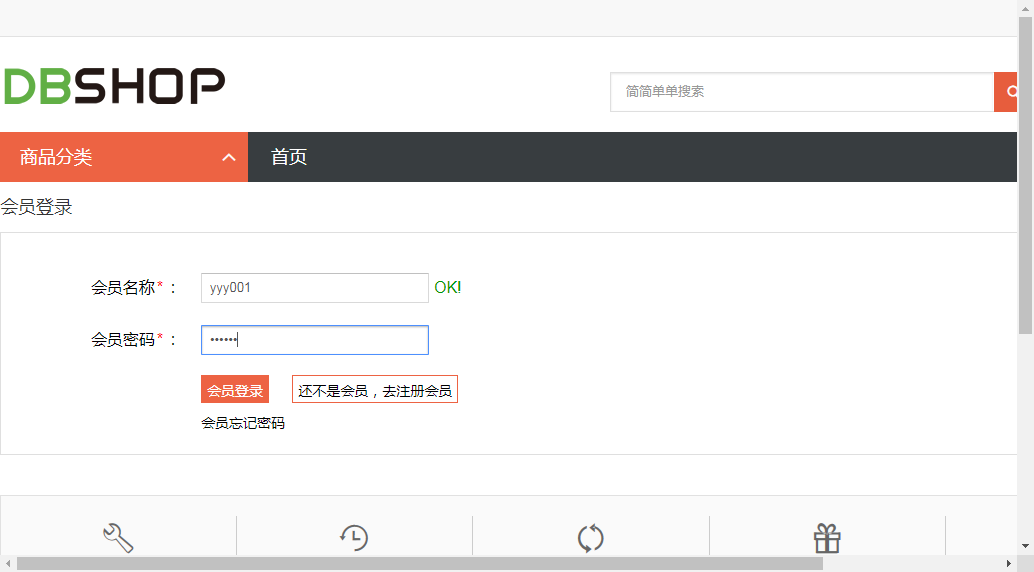 DBSHOP
简简单单搜索
商品分类
首页
会员登录
会员名称*： yyy001 OK!
会员密码*： ••••••
会员登录 还不是会员，去注册会员
会员忘记密码